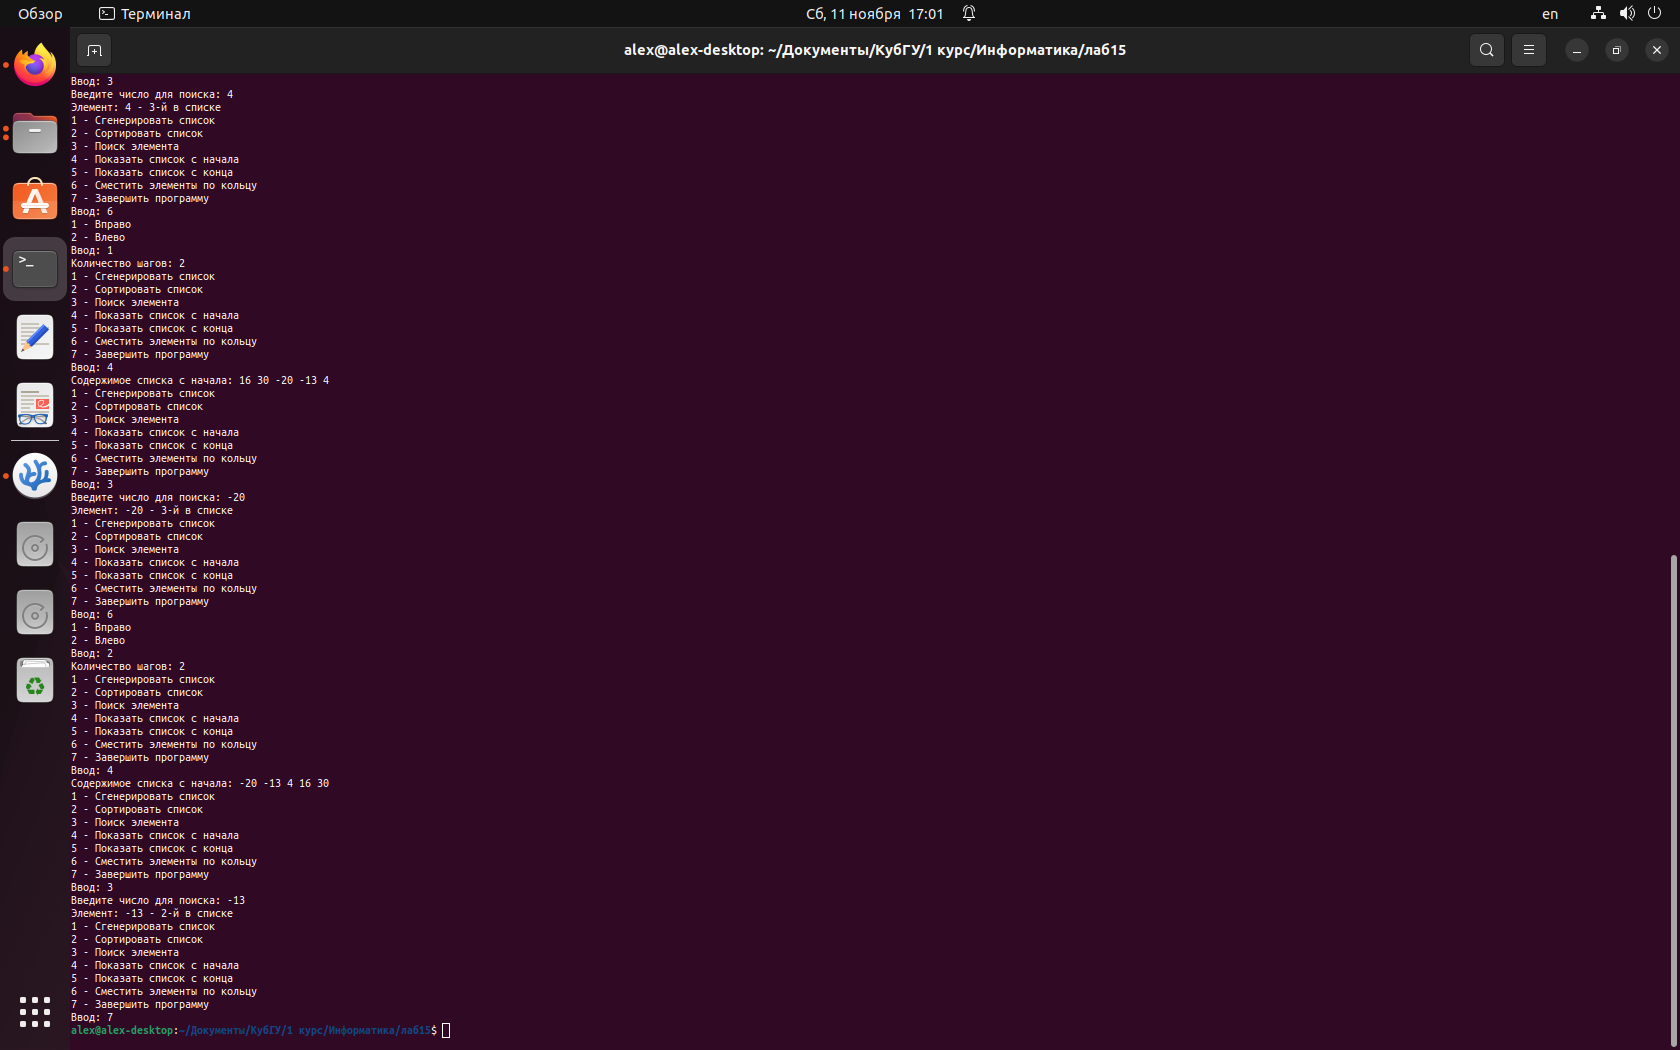 Обзор
Терминал
Сб, 11 ноября 17:01
en
alex@alex-desktop: ~/Документы/КубГУ/1 курс/Информатика/лаб15
Ввод: 3
Введите число для поиска: 4
Элемент: 4 - 3-й в списке
1 - Сгенерировать список
2 - Сортировать список
3 - Поиск элемента
4 - Показать список с начала
5 - Показать список с конца
6 - Сместить элементы по кольцу
7 - Завершить программу
Ввод: 6
1 - Вправо
2 - Влево
Ввод: 1
Количество шагов: 2
1 - Сгенерировать список
2 - Сортировать список
3 - Поиск элемента
4 - Показать список с начала
5 - Показать список с конца
6 - Сместить элементы по кольцу
7 - Завершить программу
Ввод: 4
Содержимое списка с начала: 16 30 -20 -13 4
1 - Сгенерировать список
2 - Сортировать список
3 - Поиск элемента
4 - Показать список с начала
5 - Показать список с конца
6 - Сместить элементы по кольцу
7 - Завершить программу
Ввод: 3
Введите число для поиска: -20
Элемент: -20 - 3-й в списке
1 - Сгенерировать список
2 - Сортировать список
3 - Поиск элемента
4 - Показать список с начала
5 - Показать список с конца
6 - Сместить элементы по кольцу
7 - Завершить программу
Ввод: 6
1 - Вправо
2 - Влево
Ввод: 2
Количество шагов: 2
1 - Сгенерировать список
2 - Сортировать список
3 - Поиск элемента
4 - Показать список с начала
5 - Показать список с конца
6 - Сместить элементы по кольцу
7 - Завершить программу
Ввод: 4
Содержимое списка с начала: -20 -13 4 16 30
1 - Сгенерировать список
2 - Сортировать список
3 - Поиск элемента
4 - Показать список с начала
5 - Показать список с конца
6 - Сместить элементы по кольцу
7 - Завершить программу
Ввод: 3
Введите число для поиска: -13
Элемент: -13 - 2-й в списке
1 - Сгенерировать список
2 - Сортировать список
3 - Поиск элемента
4 - Показать список с начала
5 - Показать список с конца
6 - Сместить элементы по кольцу
7 - Завершить программу
Ввод: 7
alex@alex-desktop:~/Документы/КубГУ/1 курс/Информатика/лаб15$